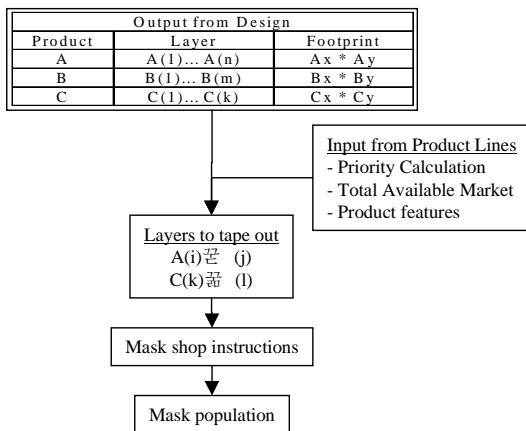 Output from Design
Product Layer Footprint
A A(1)... A(n) Ax * Ay
B B(1)... B(m) Bx * By
C C(1)... C(k) Cx * Cy
Input from Product Lines
- Priority Calculation
- Total Available Market
- Product features
Layers to tape out
A(i) (j)
C(k) (l)
Mask shop instructions
Mask population